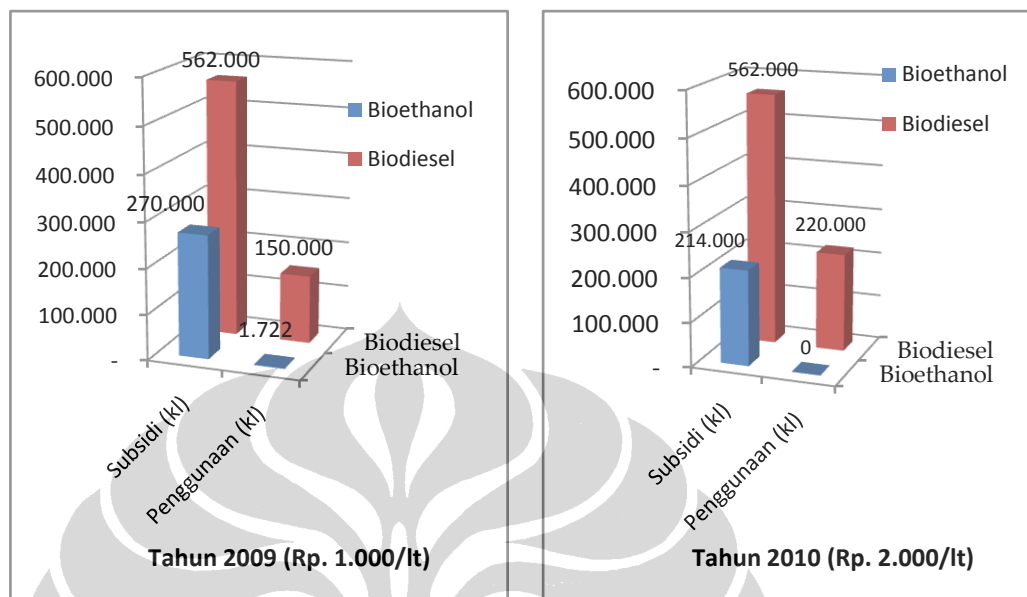 562.000
600.000
500.000
400.000
300.000
200.000
100.000
-
270.000
150.000
1.722
Bioethanol
Biodiesel
Biodiesel
Bioethanol
Subsidi (kl)
Penggunaan (kl)
Tahun 2009 (Rp. 1.000/lt)
562.000
600.000
500.000
400.000
300.000
200.000
100.000
-
214.000
220.000
0
Bioethanol
Biodiesel
Biodiesel
Bioethanol
Subsidi (kl)
Penggunaan (kl)
Tahun 2010 (Rp. 2.000/lt)